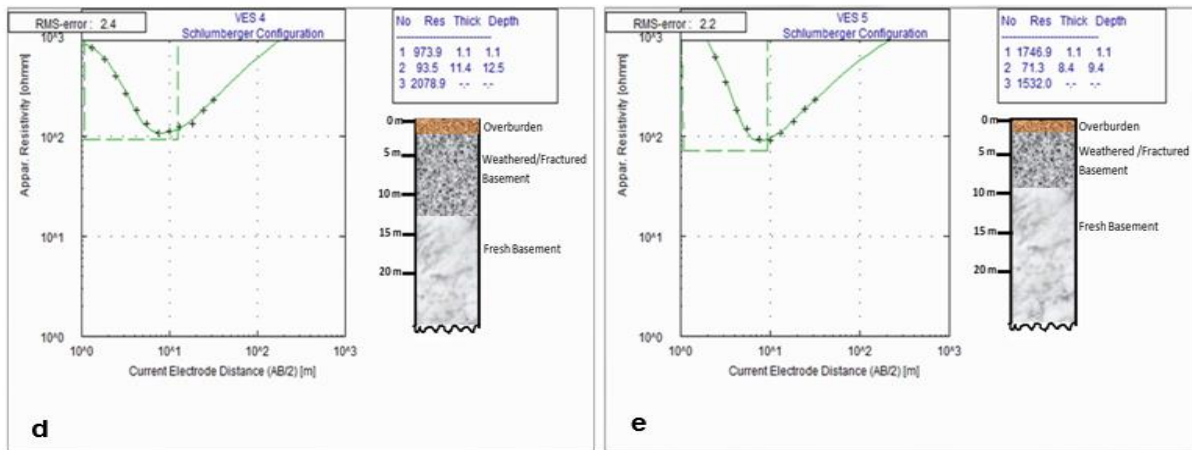 RMS-error : 2.4
VES 4
Schlumberger Configuration
No Res Thick Depth
1 973.9 1.1 1.1
2 93.5 11.4 12.5
3 2078.9 -.- -.-
10^3
10^2
10^1
10^0
Appar. Resistivity [ohmm]
10^0 10^1 10^2 10^3
Current Electrode Distance (AB/2) [m]
0 m
5 m
10 m
15 m
20 m
Overburden
Weathered/Fractured
Basement
Fresh Basement
d
RMS-error : 2.2
VES 5
Schlumberger Configuration
No Res Thick Depth
1 1746.9 1.1 1.1
2 71.3 8.4 9.4
3 1532.0 -.- -.-
10^3
10^2
10^1
10^0
Appar. Resistivity [ohmm]
10^0 10^1 10^2 10^3
Current Electrode Distance (AB/2) [m]
0 m
5 m
10 m
15 m
20 m
Overburden
Weathered /Fractured
Basement
Fresh Basement
e